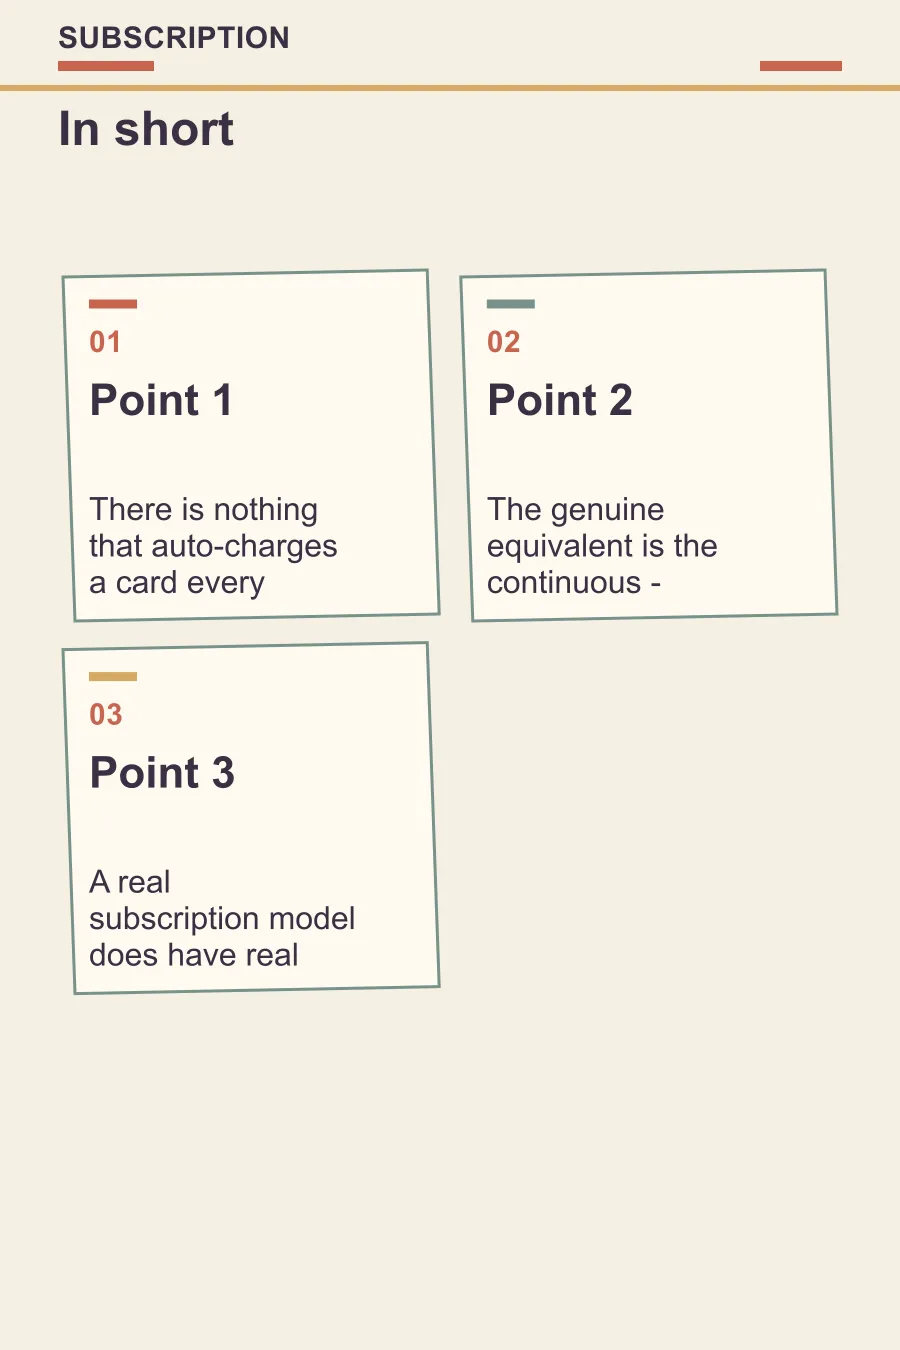 SUBSCRIPTION
In short
01
Point 1
There is nothing
that auto-charges
a card every
02
Point 2
The genuine
equivalent is the
continuous -
03
Point 3
A real
subscription model
does have real